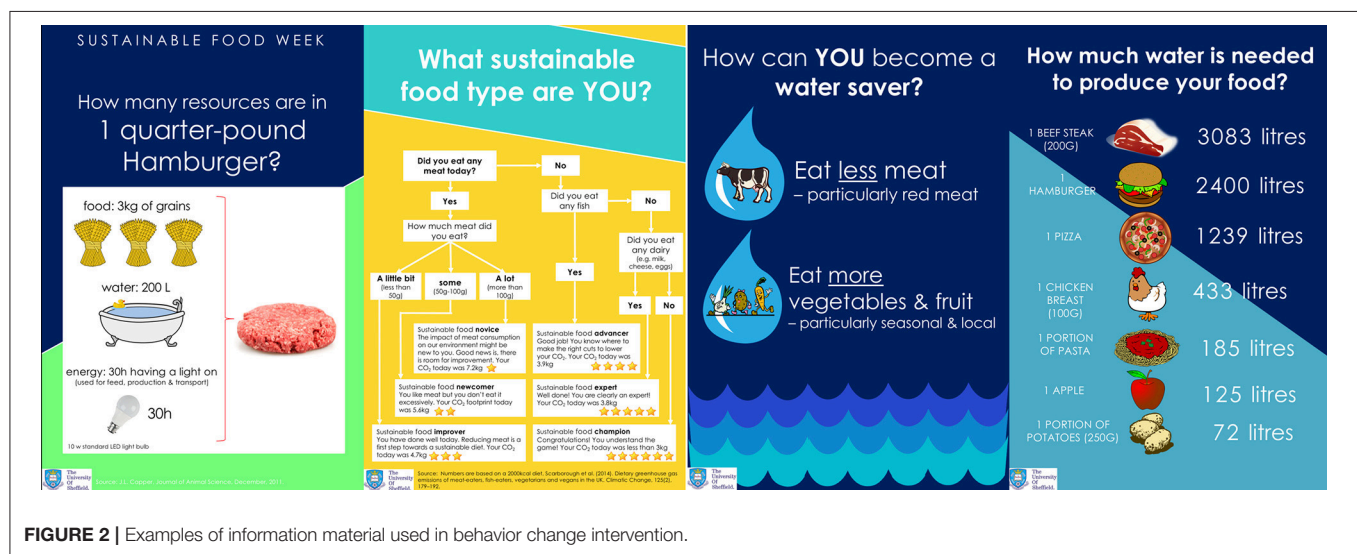 SUSTAINABLE FOOD WEEK
How many resources are in
1 quarter-pound
Hamburger?
food: 3kg of grains
water: 200 L
energy: 30h having a light on
(used for feed, production & transport)
30h
10 w standard LED light bulb
The
University
Of
Sheffield.
Source: J.L. Capper, Journal of Animal Science, December, 2011
What sustainable
food type are YOU?
Did you eat any
meat today?
No
Yes
Did you eat
any fish
No
How much meat did
you eat?
Did you eat
any dairy
(e.g. milk,
cheese, eggs)
A little bit
(less than
50g)
some
(50g-100g)
A lot
(more than
100g)
Yes
Yes
No
Sustainable food novice
The impact of meat consumption
on our environment might be
new to you. Good news is, there
is room for improvement. Your
CO₂ today was 7.2kg
Sustainable food advancer
Good job! You know where to
make the right cuts to lower
your CO₂. Your CO₂ today was
3.9kg
Sustainable food newcomer
You like meat but you don't eat it
excessively. Your CO₂ footprint today
was 5.6kg
Sustainable food expert
Well done! You are clearly an expert!
Your CO₂ today was 3.8kg
Sustainable food improver
You have done well today. Reducing meat is a
first step towards a sustainable diet. Your CO₂
today was 4.7kg
Sustainable food champion
Congratulations! You understand the
game! Your CO₂ today was less than 3kg
The
University
Of
Sheffield.
Source: Numbers are based on a 2000kcal diet. Scarborough et al. (2014). Dietary greenhouse gas
emissions of meat-eaters, fish-eaters, vegetarians and vegans in the UK. Climatic Change, 125(2),
179–192.
How can YOU become a
water saver?
Eat less meat
– particularly red meat
Eat more
vegetables & fruit
– particularly seasonal & local
The
University
Of
Sheffield.
How much water is needed
to produce your food?
1 BEEF STEAK
(200G)
3083 litres
1
HAMBURGER
2400 litres
1 PIZZA
1239 litres
1 CHICKEN
BREAST
(100G)
433 litres
1 PORTION
OF PASTA
185 litres
1 APPLE
125 litres
1 PORTION OF
POTATOES (250G)
72 litres
The
University
Of
Sheffield.
FIGURE 2 | Examples of information material used in behavior change intervention.